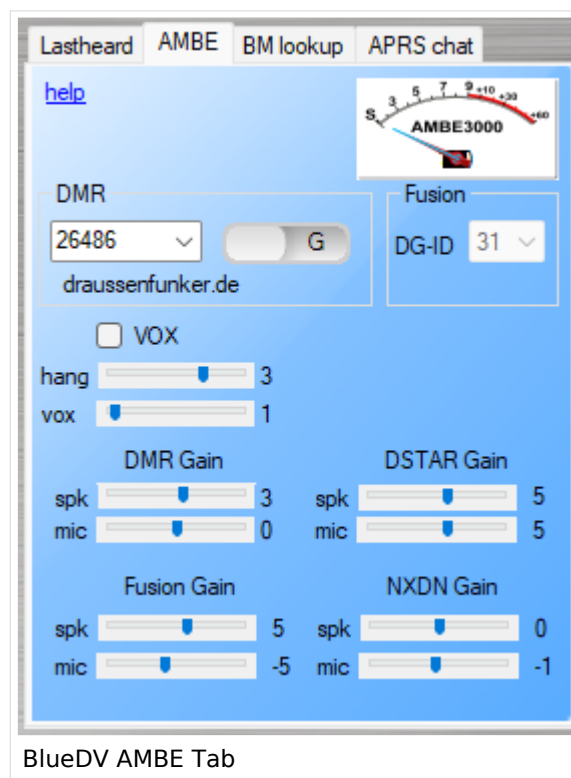 Lastheard AMBE BM lookup APRS chat
help
S 3 5 7 9 +10 +30 +60
AMBE3000
DMR Fusion
26486 G DG-ID 31
draussenfunker.de
VOX
hang 3
vox 1
DMR Gain DSTAR Gain
spk 3 spk 5
mic 0 mic 5
Fusion Gain NXDN Gain
spk 5 spk 0
mic -5 mic -1
BlueDV AMBE Tab